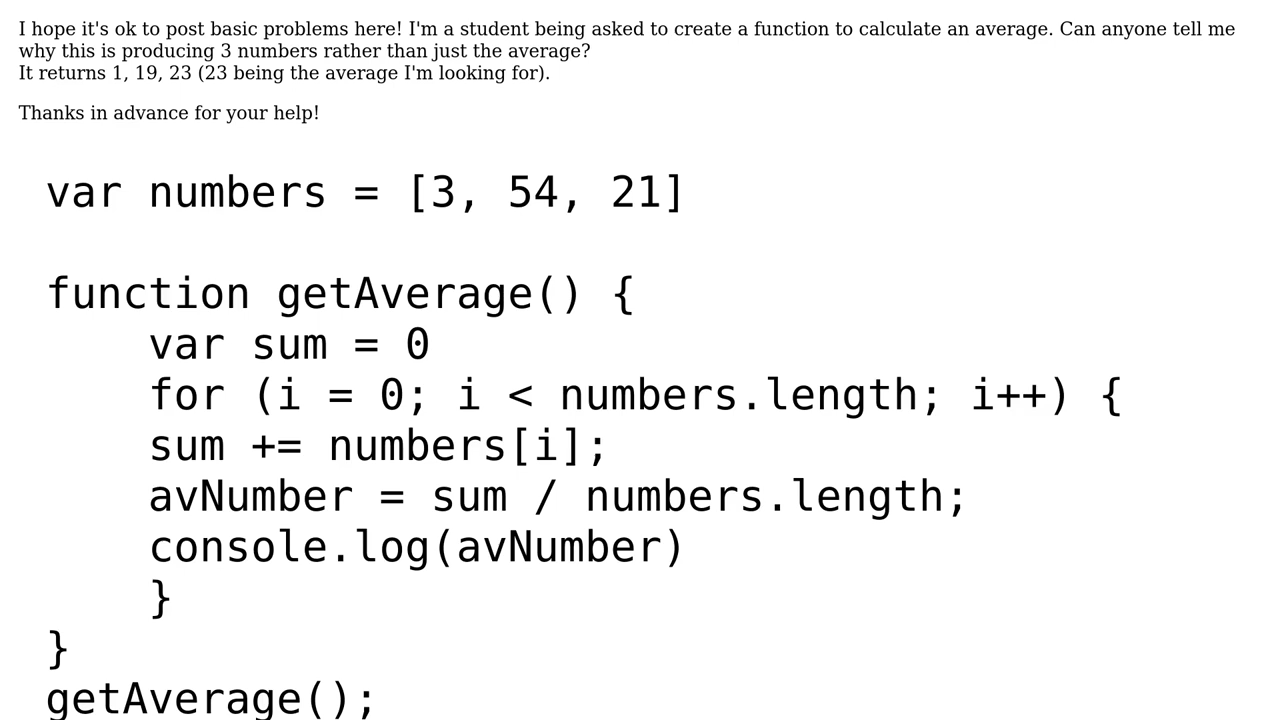 I hope it's ok to post basic problems here! I'm a student being asked to create a function to calculate an average. Can anyone tell me
why this is producing 3 numbers rather than just the average?
It returns 1, 19, 23 (23 being the average I'm looking for).
Thanks in advance for your help!
var numbers = [3, 54, 21]
function getAverage() {
    var sum = 0
    for (i = 0; i < numbers.length; i++) {
    sum += numbers[i];
    avNumber = sum / numbers.length;
    console.log(avNumber)
    }
}
getAverage();